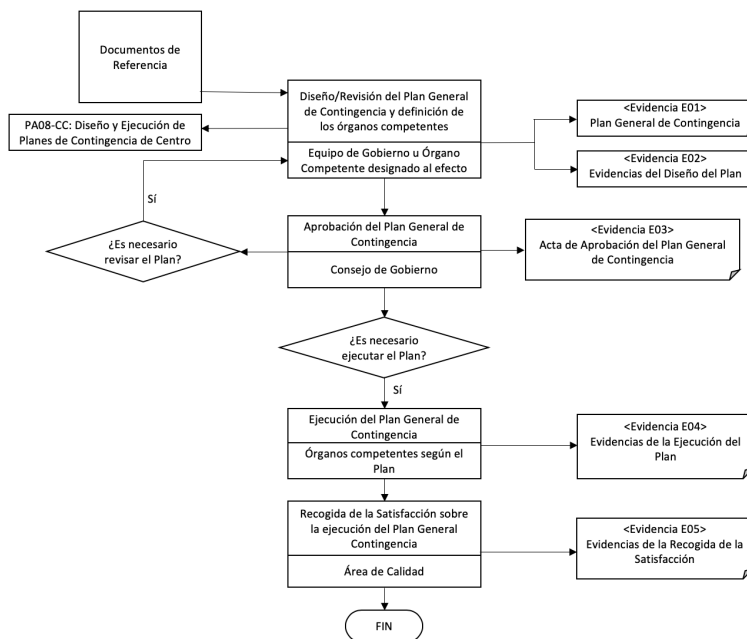 Documentos de
Referencia
Diseño/Revisión del Plan General
de Contingencia y definición de
los órganos competentes
Equipo de Gobierno u Órgano
Competente designado al efecto
PA08-CC: Diseño y Ejecución de
Planes de Contingencia de Centro
<Evidencia E01>
Plan General de Contingencia
<Evidencia E02>
Evidencias del Diseño del Plan
Sí
¿Es necesario
revisar el Plan?
Aprobación del Plan General de
Contingencia
Consejo de Gobierno
<Evidencia E03>
Acta de Aprobación del Plan General
de Contingencia
¿Es necesario
ejecutar el Plan?
Sí
Ejecución del Plan General de
Contingencia
Órganos competentes según el
Plan
<Evidencia E04>
Evidencias de la Ejecución del
Plan
Recogida de la Satisfacción sobre
la ejecución del Plan General
Contingencia
Área de Calidad
<Evidencia E05>
Evidencias de la Recogida de la
Satisfacción
FIN